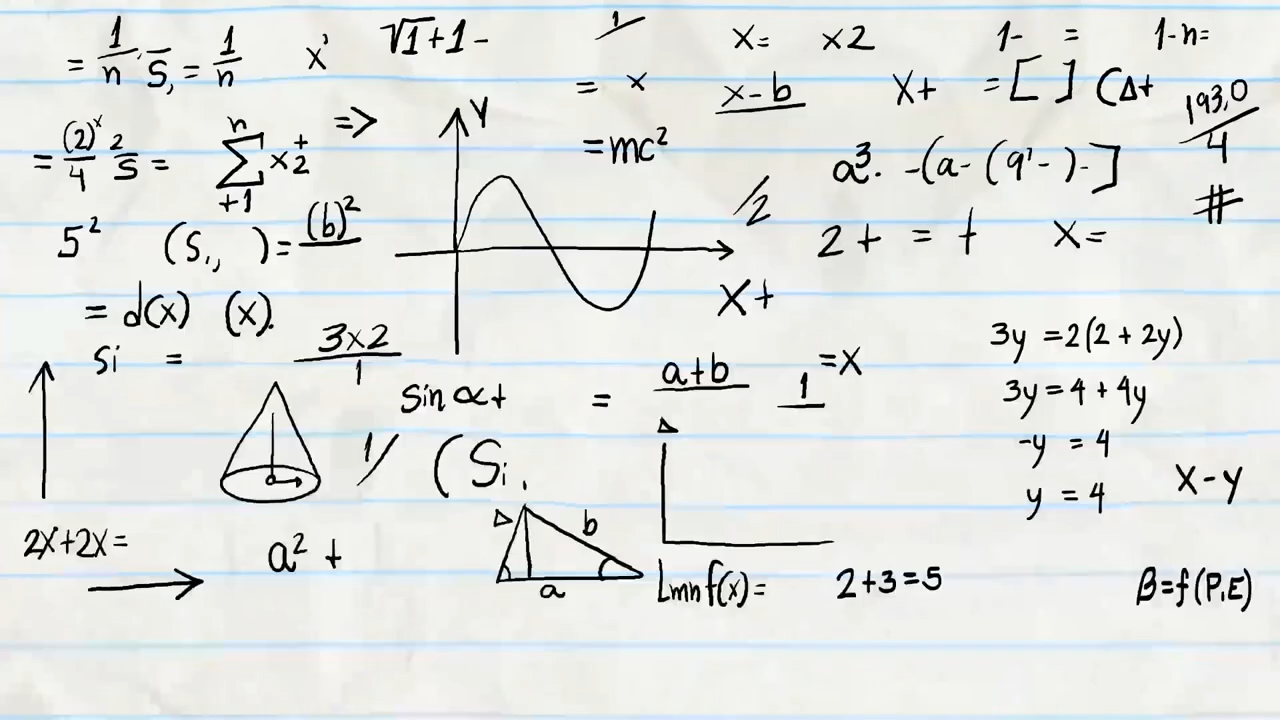 = 1/n S, = 1/n x' √1+1- 1/ x= x2 1- = 1-n=
= x x-b x+ =[ ] (Δ+ 193,0/4
= (2)ˣ/4 2/S = n Σ +1 x₂⁺ => Y =mc² a³. -(a-(9'-)-] #
5² (S., )= (b)² /2 2+ = + x=
= d(x) (x). X+
Si = 3x2/1 3y =2(2+2y)
sin α+ = a+b 1 =X 3y=4+4y
1/ (Si. Δ -y = 4
y = 4 X-y
2x+2x= a²+ Δ b a
Lmn f(x)= 2+3=5 β=f(P,E)